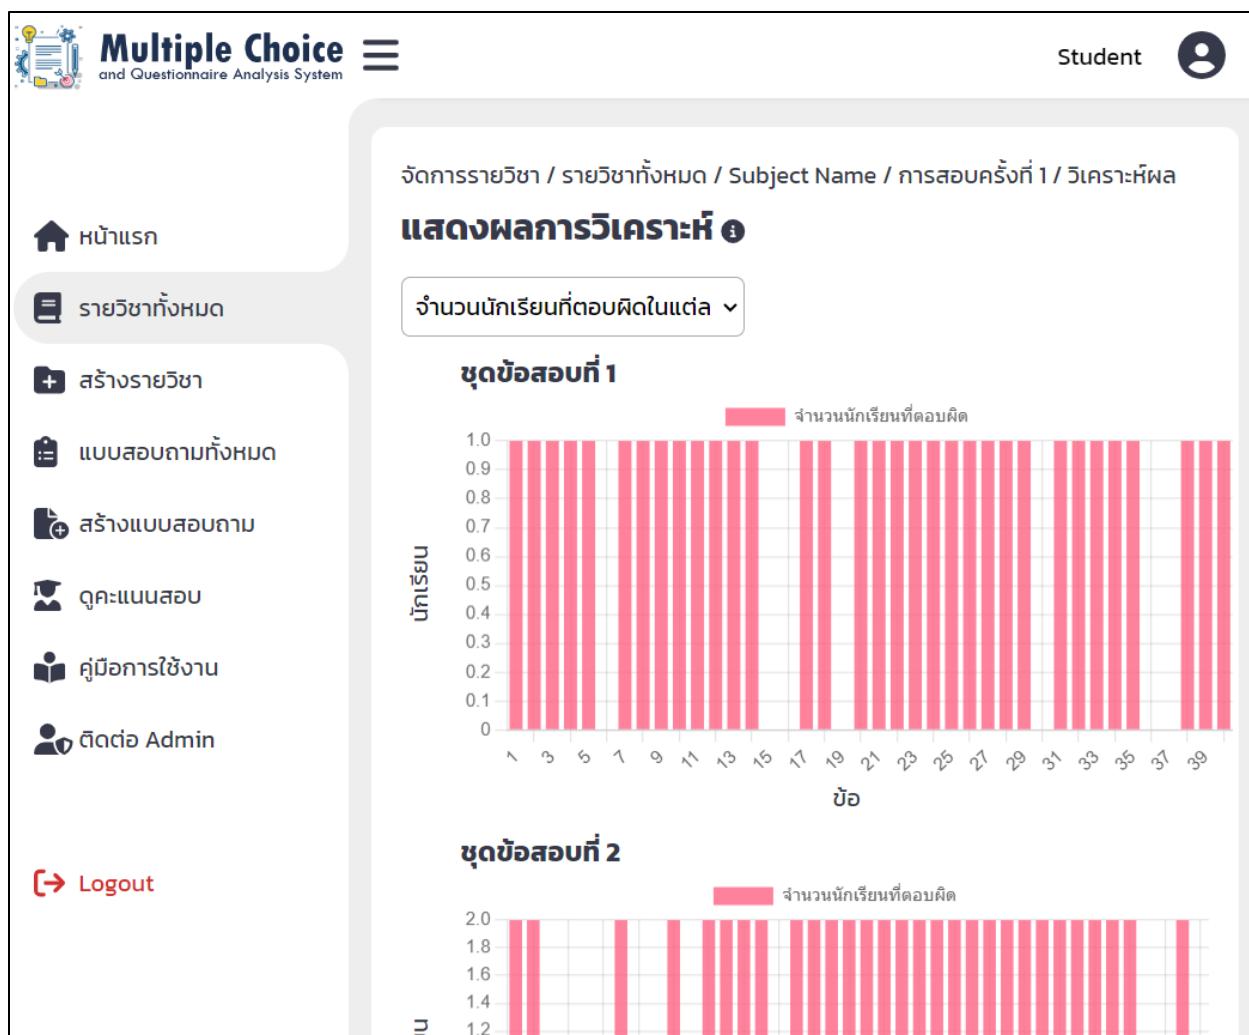 Multiple Choice
and Questionnaire Analysis System
Student
จัดการรายวิชา / รายวิชาทั้งหมด / Subject Name / การสอบครั้งที่ 1 / วิเคราะห์ผล
แสดงผลการวิเคราะห์
หน้าแรก
รายวิชาทั้งหมด
สร้างรายวิชา
แบบสอบถามทั้งหมด
สร้างแบบสอบถาม
ดูคะแนนสอบ
คู่มือการใช้งาน
ติดต่อ Admin
Logout
จำนวนนักเรียนที่ตอบผิดในแต่ล
ชุดข้อสอบที่ 1
จำนวนนักเรียนที่ตอบผิด
1.0
0.9
0.8
0.7
0.6
0.5
0.4
0.3
0.2
0.1
0
นักเรียน
1 3 5 7 9 11 13 15 17 19 21 23 25 27 29 31 33 35 37 39
ข้อ
ชุดข้อสอบที่ 2
จำนวนนักเรียนที่ตอบผิด
2.0
1.8
1.6
1.4
1.2